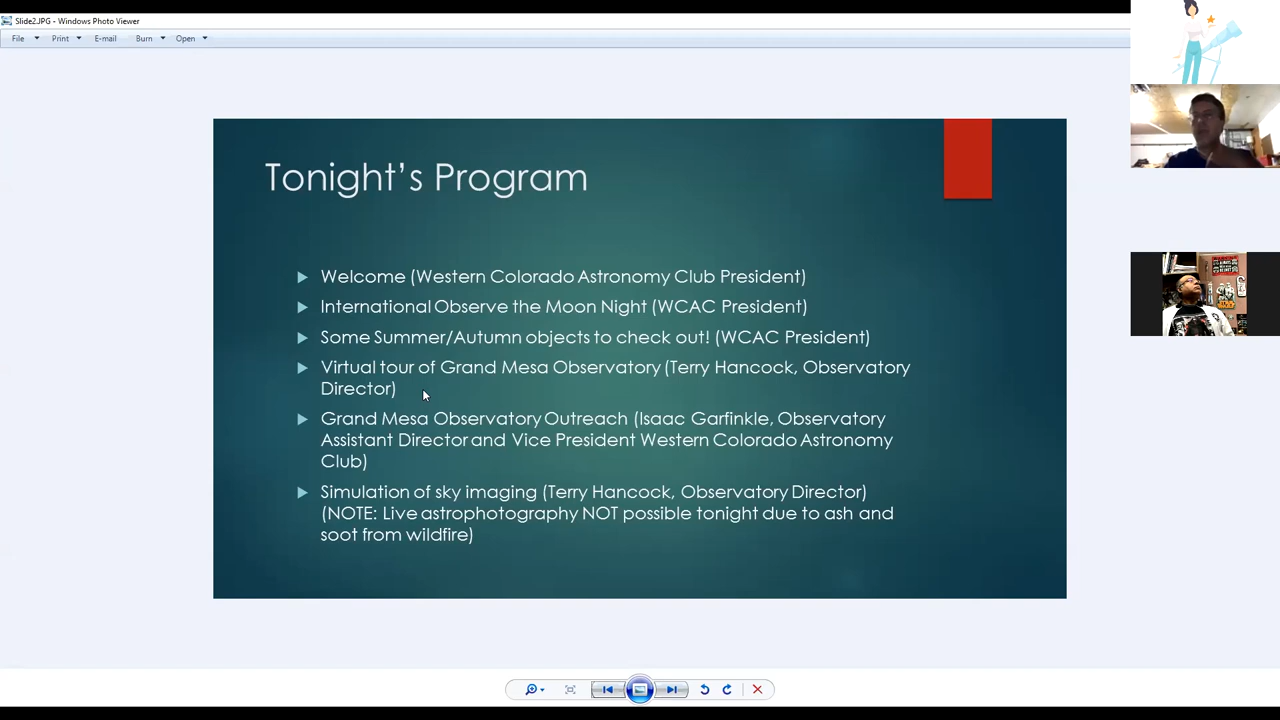 Slide2.JPG - Windows Photo Viewer
File Print E-mail Burn Open
Tonight's Program
Welcome (Western Colorado Astronomy Club President)
International Observe the Moon Night (WCAC President)
Some Summer/Autumn objects to check out! (WCAC President)
Virtual tour of Grand Mesa Observatory (Terry Hancock, Observatory
Director)
Grand Mesa Observatory Outreach (Isaac Garfinkle, Observatory
Assistant Director and Vice President Western Colorado Astronomy
Club)
Simulation of sky imaging (Terry Hancock, Observatory Director)
(NOTE: Live astrophotography NOT possible tonight due to ash and
soot from wildfire)